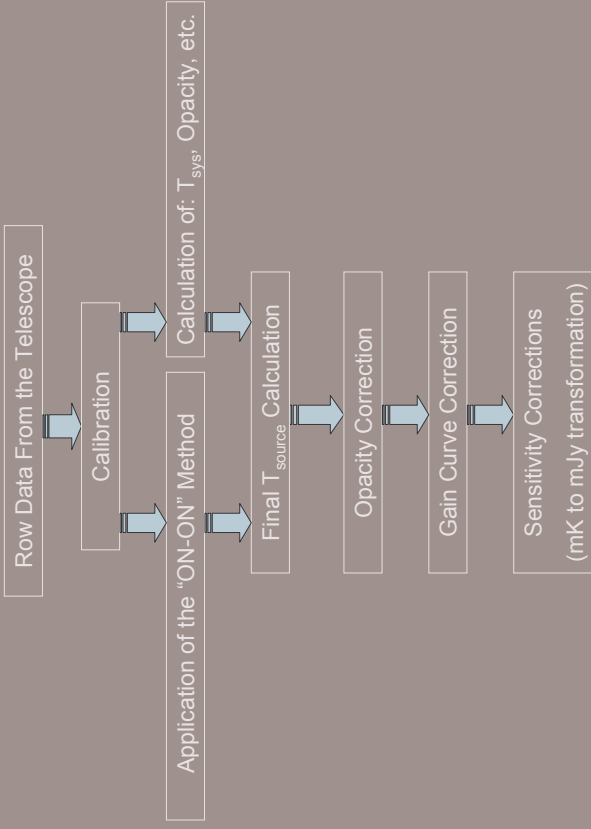 Row Data From the Telescope
Calibration
Application of the “ON-ON” Method
Calculation of: Tsys, Opacity, etc.
Final Tsource Calculation
Opacity Correction
Gain Curve Correction
Sensitivity Corrections
(mK to mJy transformation)